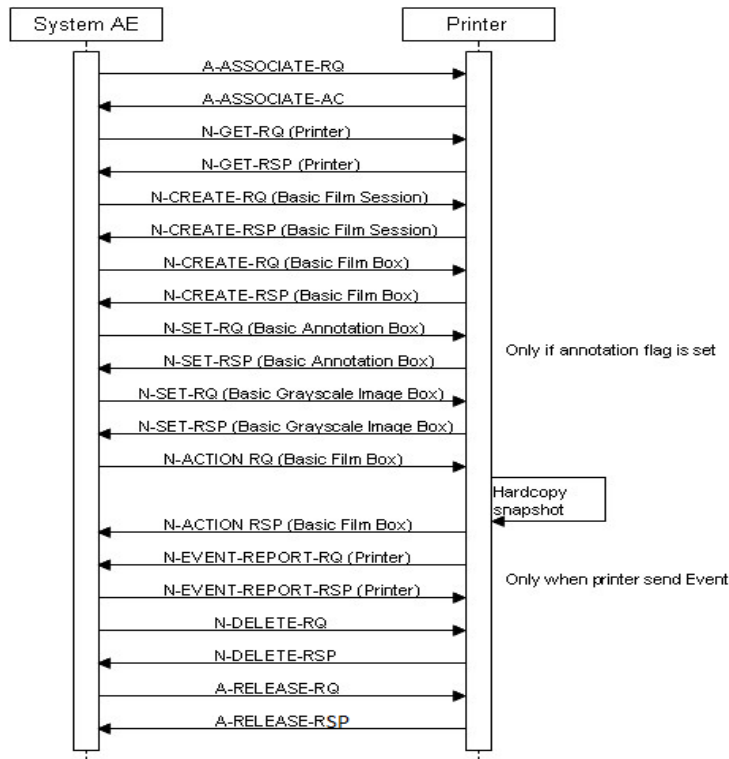 System AE
Printer
A-ASSOCIATE-RQ
A-ASSOCIATE-AC
N-GET-RQ (Printer)
N-GET-RSP (Printer)
N-CREATE-RQ (Basic Film Session)
N-CREATE-RSP (Basic Film Session)
N-CREATE-RQ (Basic Film Box)
N-CREATE-RSP (Basic Film Box)
N-SET-RQ (Basic Annotation Box)
Only if annotation flag is set
N-SET-RSP (Basic Annotation Box)
N-SET-RQ (Basic Grayscale Image Box)
N-SET-RSP (Basic Grayscale Image Box)
N-ACTION RQ (Basic Film Box)
Hardcopy
snapshot
N-ACTION RSP (Basic Film Box)
N-EVENT-REPORT-RQ (Printer)
Only when printer send Event
N-EVENT-REPORT-RSP (Printer)
N-DELETE-RQ
N-DELETE-RSP
A-RELEASE-RQ
A-RELEASE-RSP